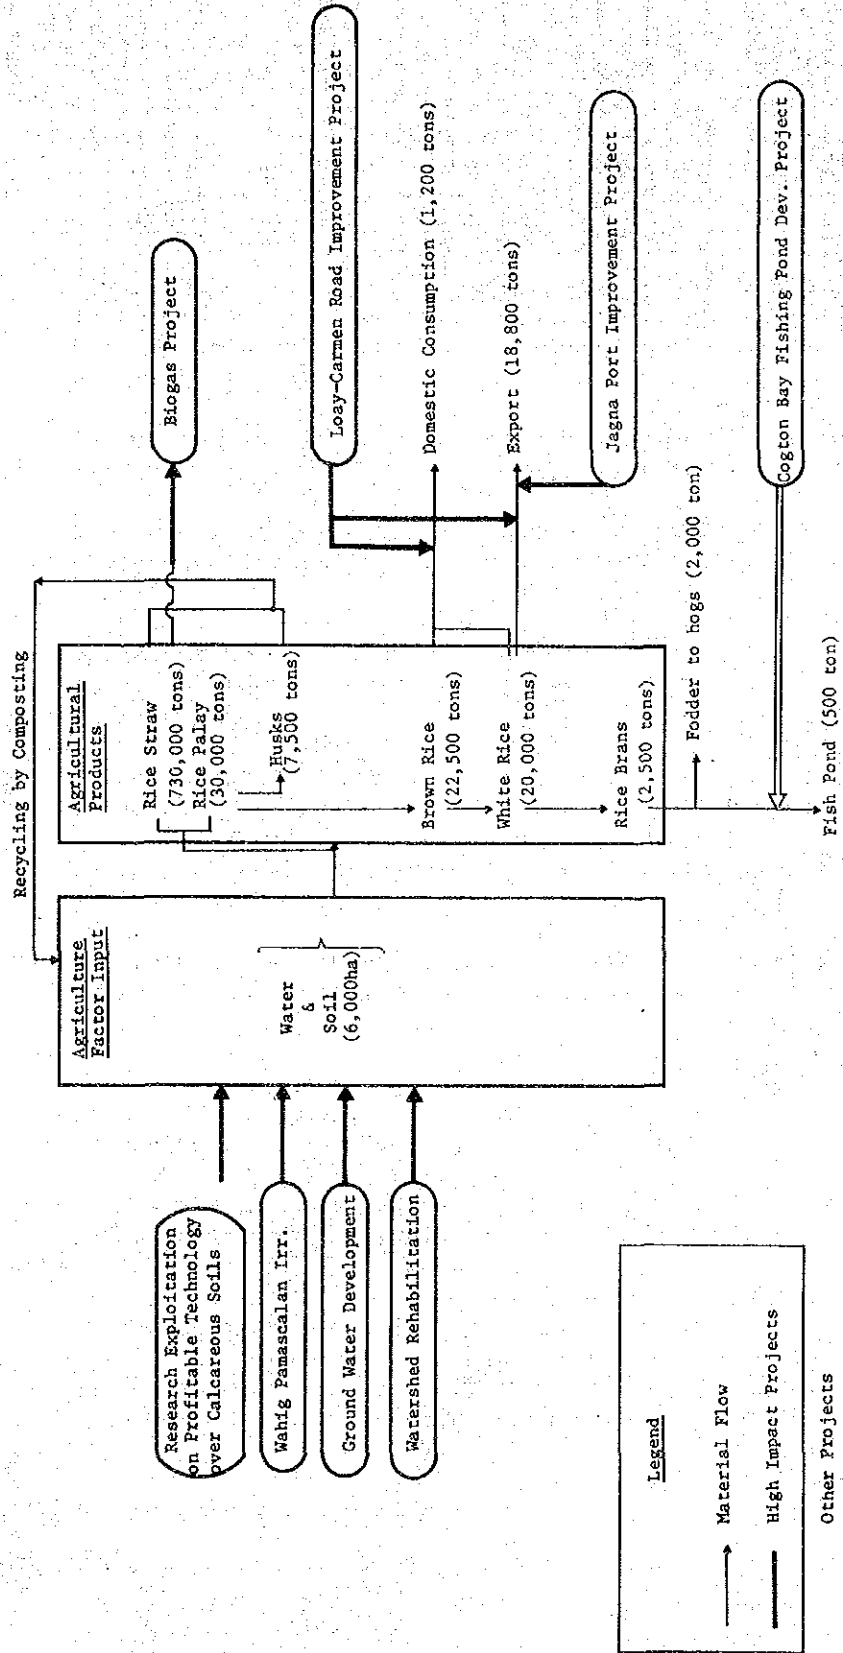 Recycling by Composting
Agriculture
Factor Input
Water
&
Soil
(6,000ha)
Research Exploitation
on Profitable Technology
over Calcareous Soils
Wahig Pamascalan Irr.
Ground Water Development
Watershed Rehabilitation
Agricultural
Products
Rice Straw
(730,000 tons)
Rice Palay
(30,000 tons)
Husks
(7,500 tons)
Brown Rice
(22,500 tons)
White Rice
(20,000 tons)
Rice Brans
(2,500 tons)
Biogas Project
Loay-Carmen Road Improvement Project
Domestic Consumption (1,200 tons)
Export (18,800 tons)
Jagna Port Improvement Project
Fodder to hogs (2,000 ton)
Cogton Bay Fishing Pond Dev. Project
Fish Pond (500 ton)
Legend
Material Flow
High Impact Projects
Other Projects